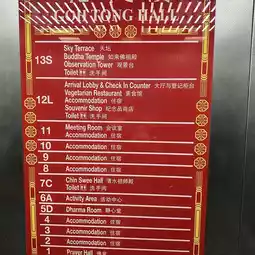 GOH TONG HALL
13S
Sky Terrace 天坛
Buddha Temple 如来佛祖殿
Observation Tower 观景台
Toilet 洗手间
12L
Arrival Lobby & Check In Counter 大厅与登记柜台
Vegetarian Restaurant 素食馆
Accommodation 住宿
Souvenir Shop 纪念品商店
Toilet 洗手间
11
Meeting Room 会议室
Accommodation 住宿
10 Accommodation 住宿
9 Accommodation 住宿
8 Accommodation 住宿
7C
Chin Swee Hall 清水祖师殿
Toilet 洗手间
6A Activity Area 活动中心
5D Dharma Room 静心室
4 Accommodation 住宿
3 Accommodation 住宿
2 Accommodation 住宿
1 Prayer Hall